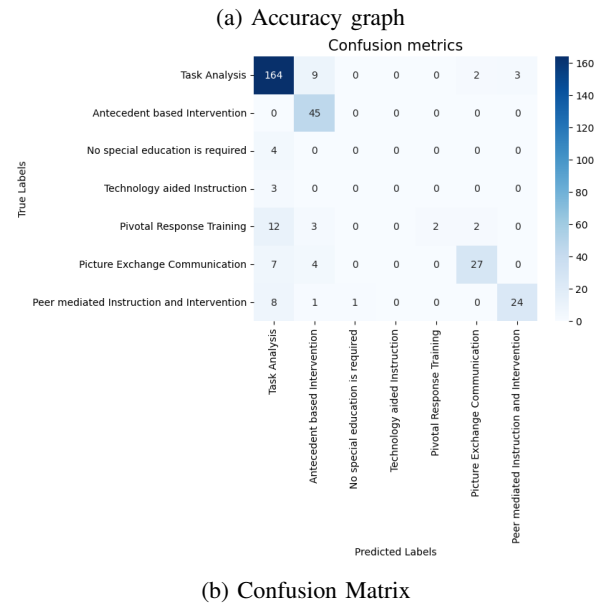 (a) Accuracy graph
Confusion metrics
Task Analysis 164 9 0 0 0 2 3
Antecedent based Intervention 0 45 0 0 0 0 0
No special education is required 4 0 0 0 0 0 0
Technology aided Instruction 3 0 0 0 0 0 0
Pivotal Response Training 12 3 0 0 2 2 0
Picture Exchange Communication 7 4 0 0 0 27 0
Peer mediated Instruction and Intervention 8 1 1 0 0 0 24
True Labels
160
140
120
100
80
60
40
20
0
Task Analysis
Antecedent based Intervention
No special education is required
Technology aided Instruction
Pivotal Response Training
Picture Exchange Communication
Peer mediated Instruction and Intervention
Predicted Labels
(b) Confusion Matrix